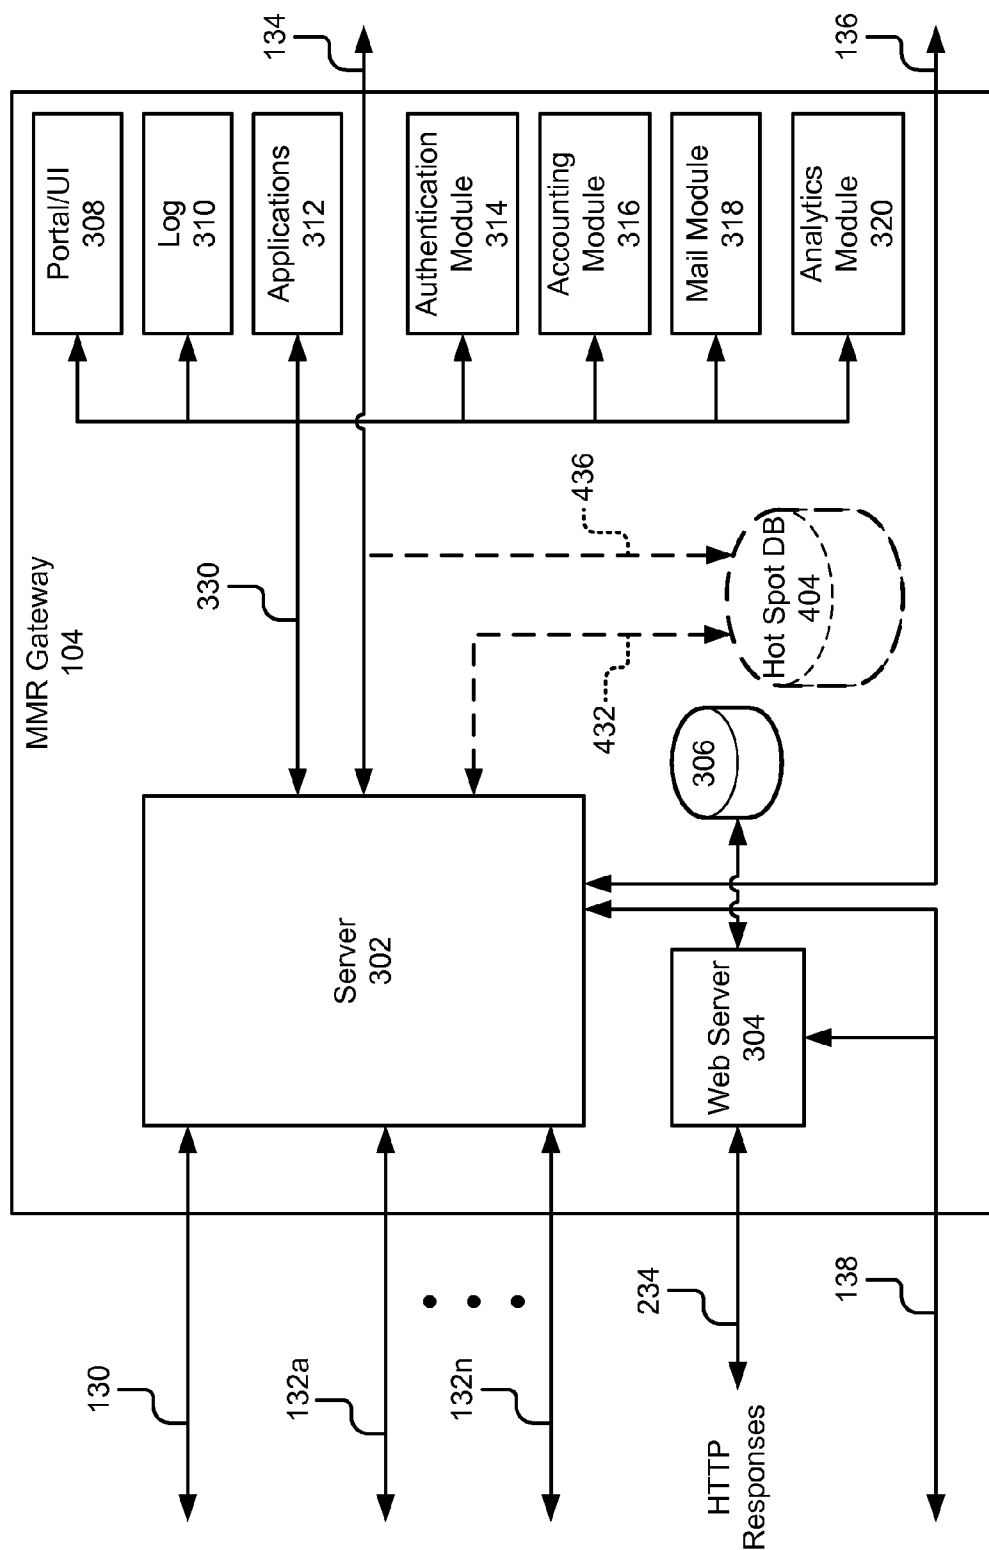 MMR Gateway
104
130
132a
132n
234
HTTP
Responses
138
Server
302
Web Server
304
306
330
432
436
Hot Spot DB
404
134
136
Portal/UI
308
Log
310
Applications
312
Authentication
Module
314
Accounting
Module
316
Mail Module
318
Analytics
Module
320